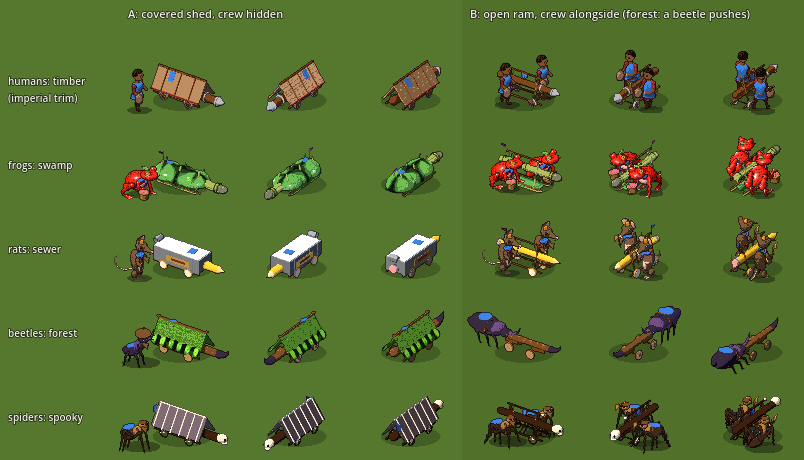 A: covered shed, crew hidden
B: open ram, crew alongside (forest: a beetle pushes)
humans: timber
(imperial trim)
frogs: swamp
rats: sewer
beetles: forest
spiders: spooky